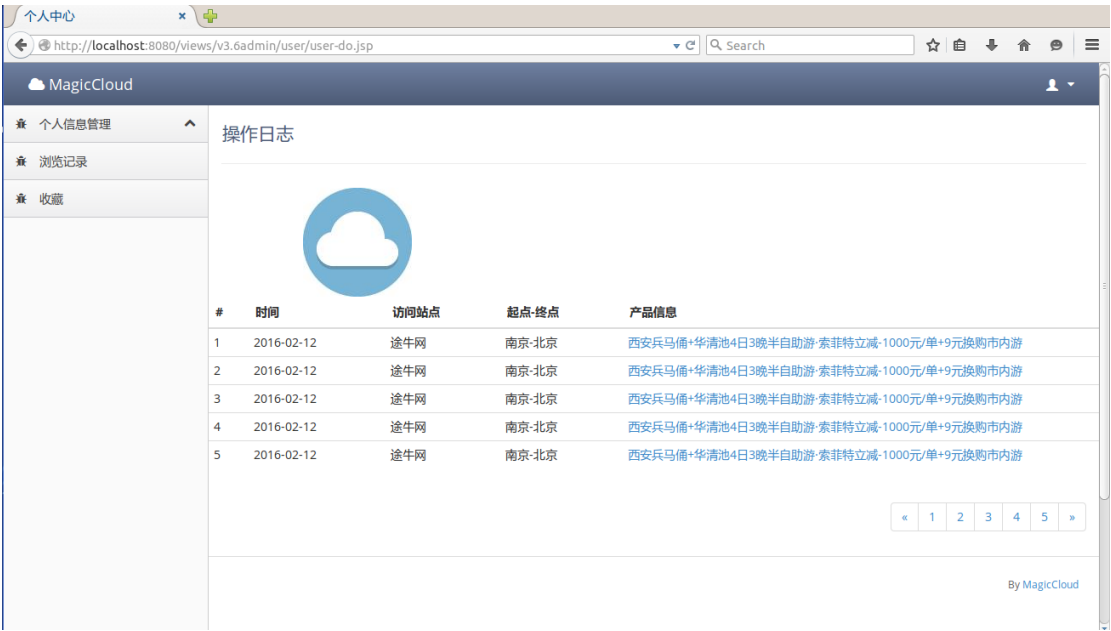 个人中心
http://localhost:8080/views/v3.6admin/user/user-do.jsp
Search
MagicCloud
个人信息管理
浏览记录
收藏
操作日志
# 时间 访问站点 起点-终点 产品信息
1 2016-02-12 途牛网 南京-北京 西安兵马俑+华清池4日3晚半自助游·索菲特立减-1000元/单+9元换购市内游
2 2016-02-12 途牛网 南京-北京 西安兵马俑+华清池4日3晚半自助游·索菲特立减-1000元/单+9元换购市内游
3 2016-02-12 途牛网 南京-北京 西安兵马俑+华清池4日3晚半自助游·索菲特立减-1000元/单+9元换购市内游
4 2016-02-12 途牛网 南京-北京 西安兵马俑+华清池4日3晚半自助游·索菲特立减-1000元/单+9元换购市内游
5 2016-02-12 途牛网 南京-北京 西安兵马俑+华清池4日3晚半自助游·索菲特立减-1000元/单+9元换购市内游
« 1 2 3 4 5 »
By MagicCloud